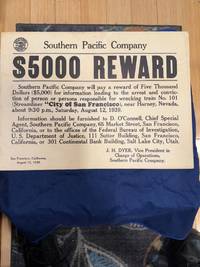 Southern Pacific Company
$5000 REWARD
Southern Pacific Company will pay a reward of Five Thousand
Dollars ($5,000) for information leading to the arrest and convic-
tion of person or persons responsible for wrecking train No. 101
(Streamliner "City of San Francisco), near Harney, Nevada,
about 9:30 p.m., Saturday, August 12, 1939.
Information should be furnished to D. O'Connell, Chief Special
Agent, Southern Pacific Company, 65 Market Street, San Francisco,
California, or to the offices of the Federal Bureau of Investigation,
U. S. Department of Justice, 111 Sutter Building, San Francisco,
California, or 301 Continental Bank Building, Salt Lake City, Utah.
J. H. DYER, Vice President in
Charge of Operations,
Southern Pacific Company.
San Francisco, California,
August 15, 1939